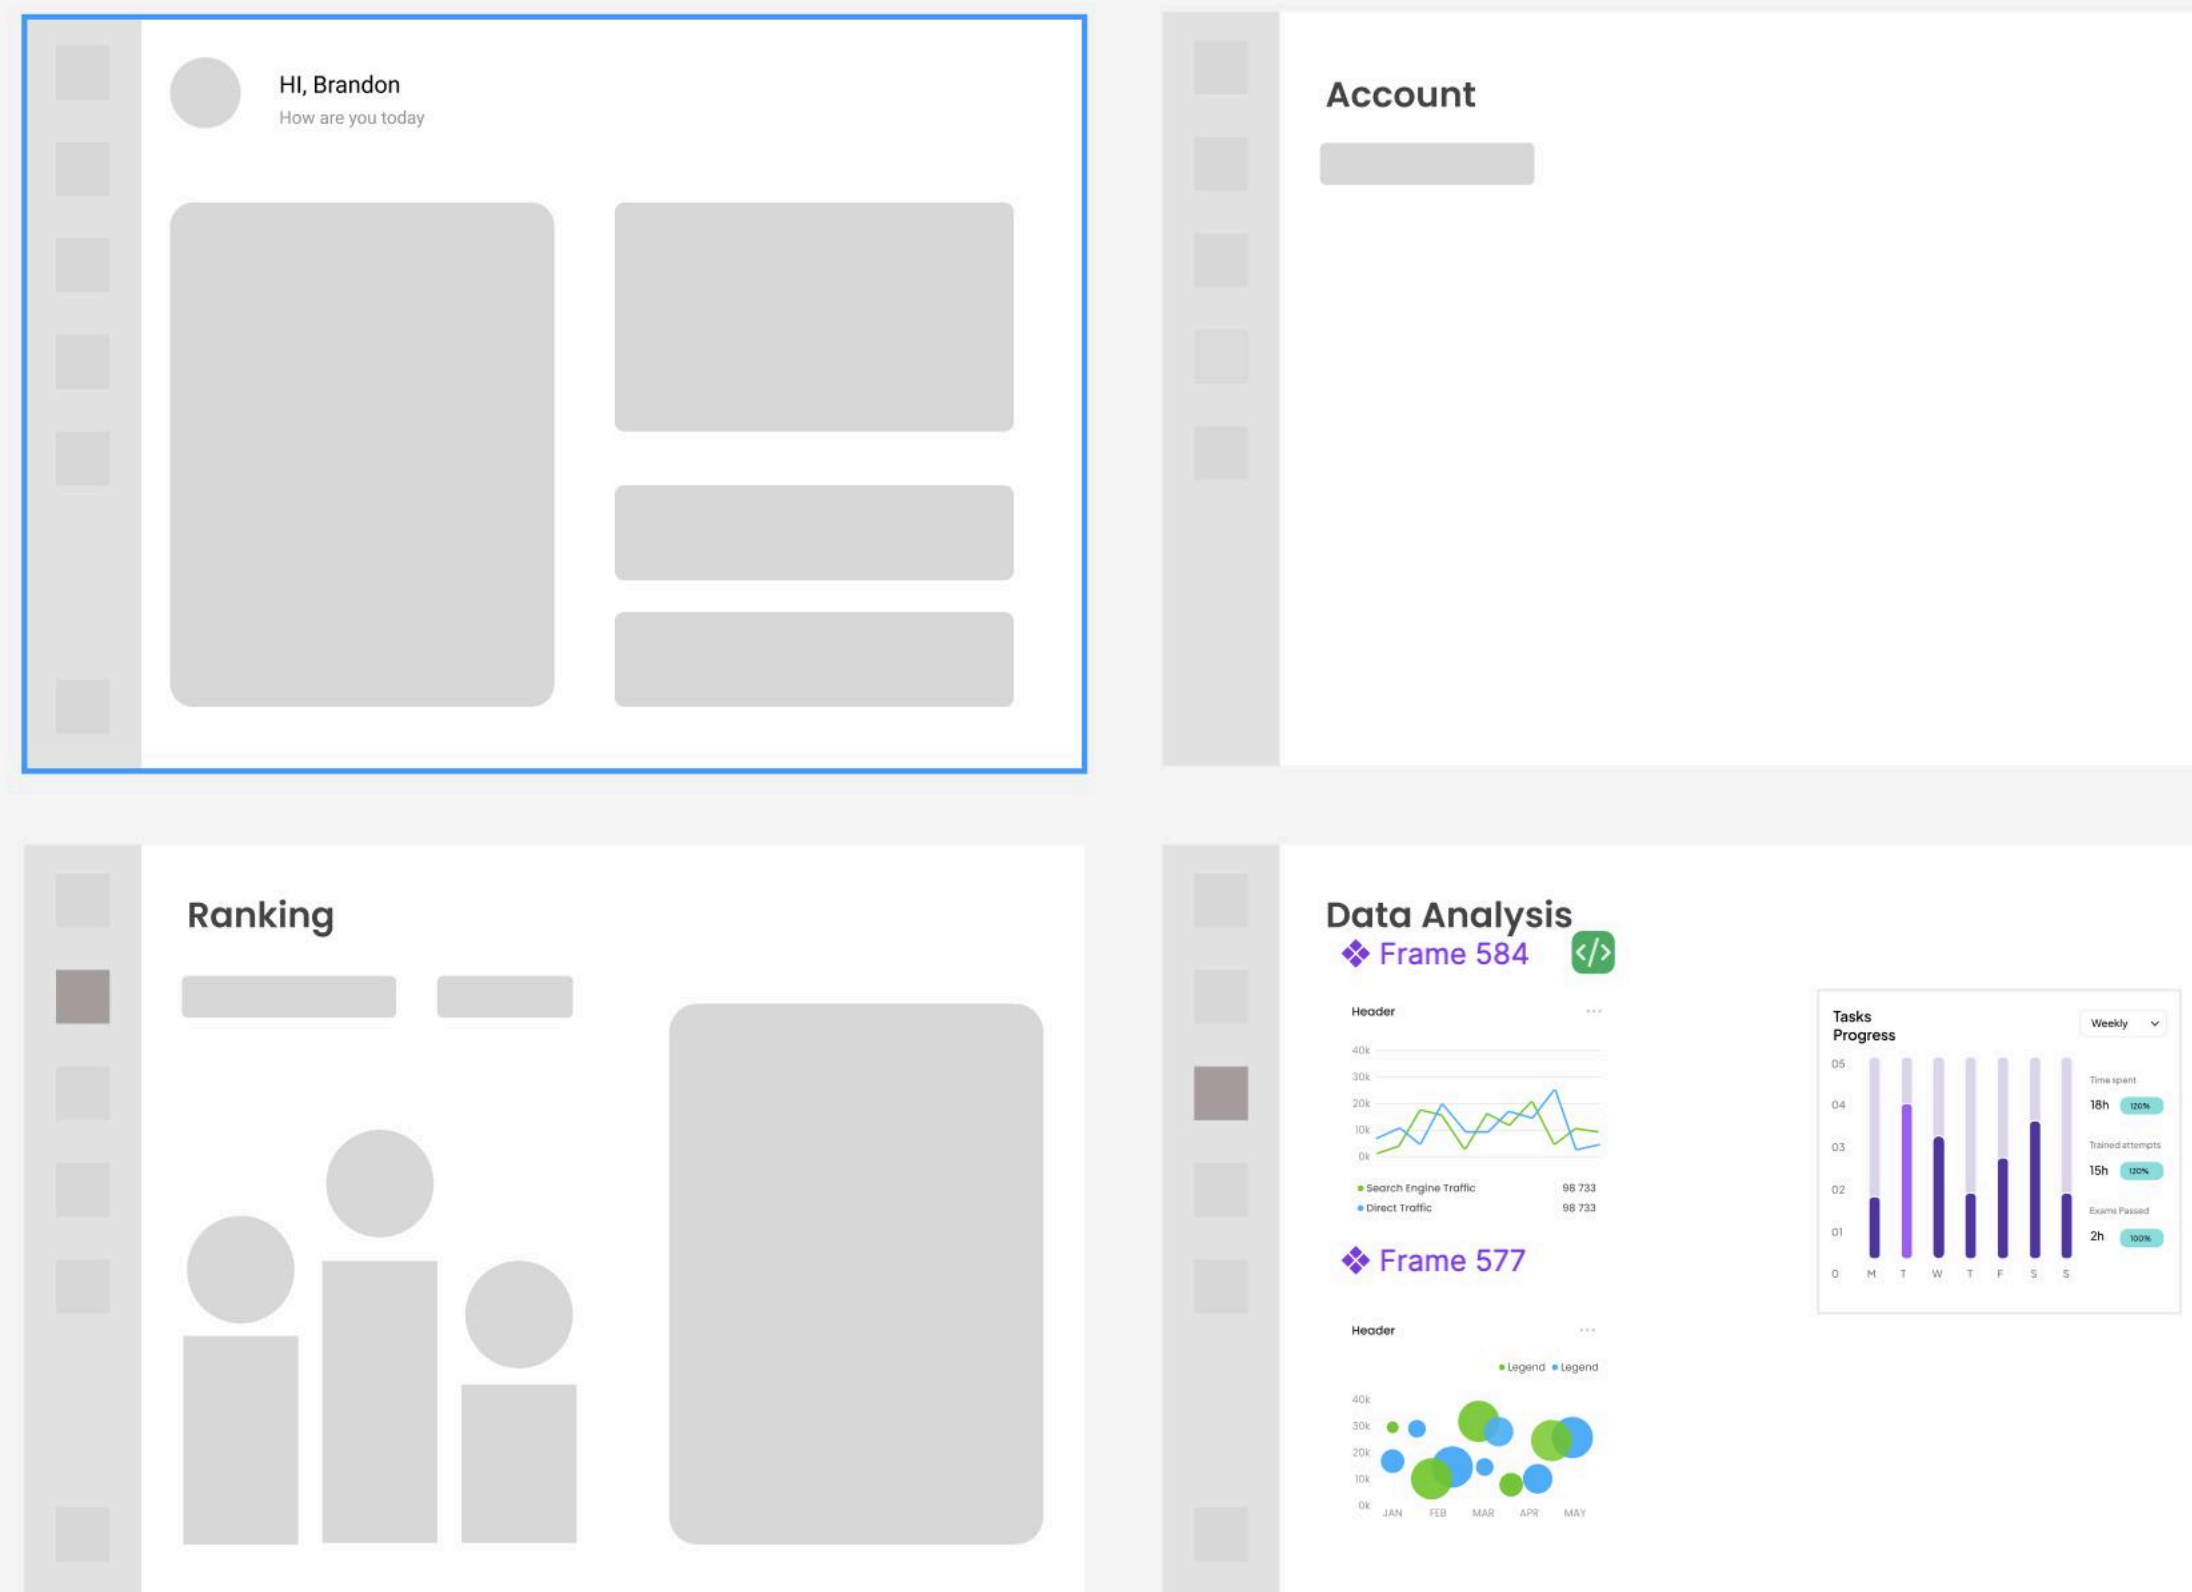 HI, Brandon
How are you today
Account
Ranking
Data Analysis
Frame 584
</>
Header
40k
30k
20k
10k
0k
Search Engine Traffic 98 733
Direct Traffic 98 733
Frame 577
Header
Legend Legend
40k
30k
20k
10k
0k
JAN FEB MAR APR MAY
Tasks
Progress
Weekly
05
04
03
02
01
0 M T W T F S S
Time spent
18h 120%
Trained attempts
15h 120%
Exams Passed
2h 100%